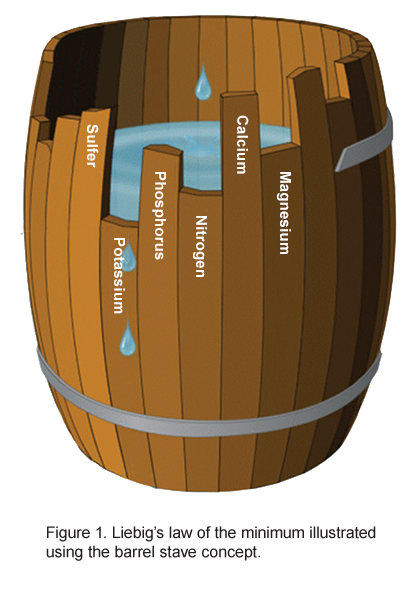 Sulfer
Potassium
Phosphorus
Nitrogen
Calcium
Magnesium
Figure 1. Liebig's law of the minimum illustrated
using the barrel stave concept.